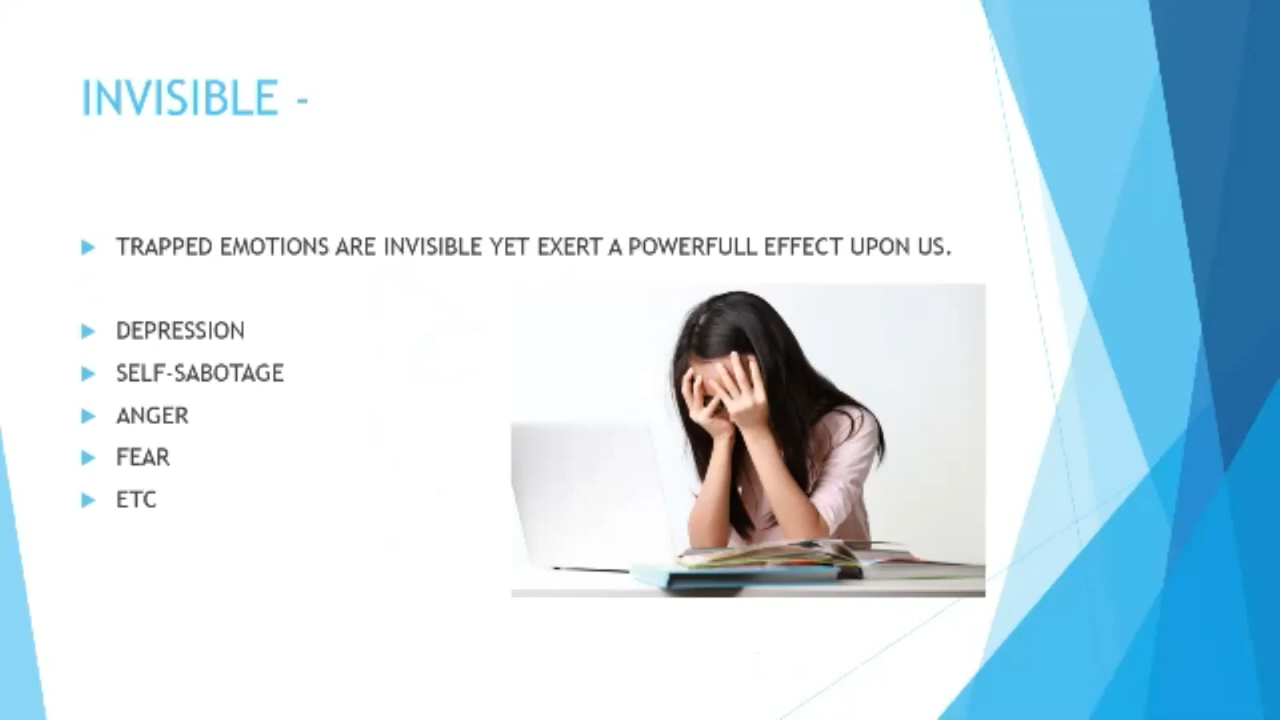 INVISIBLE -
TRAPPED EMOTIONS ARE INVISIBLE YET EXERT A POWERFULL EFFECT UPON US.
DEPRESSION
SELF-SABOTAGE
ANGER
FEAR
ETC